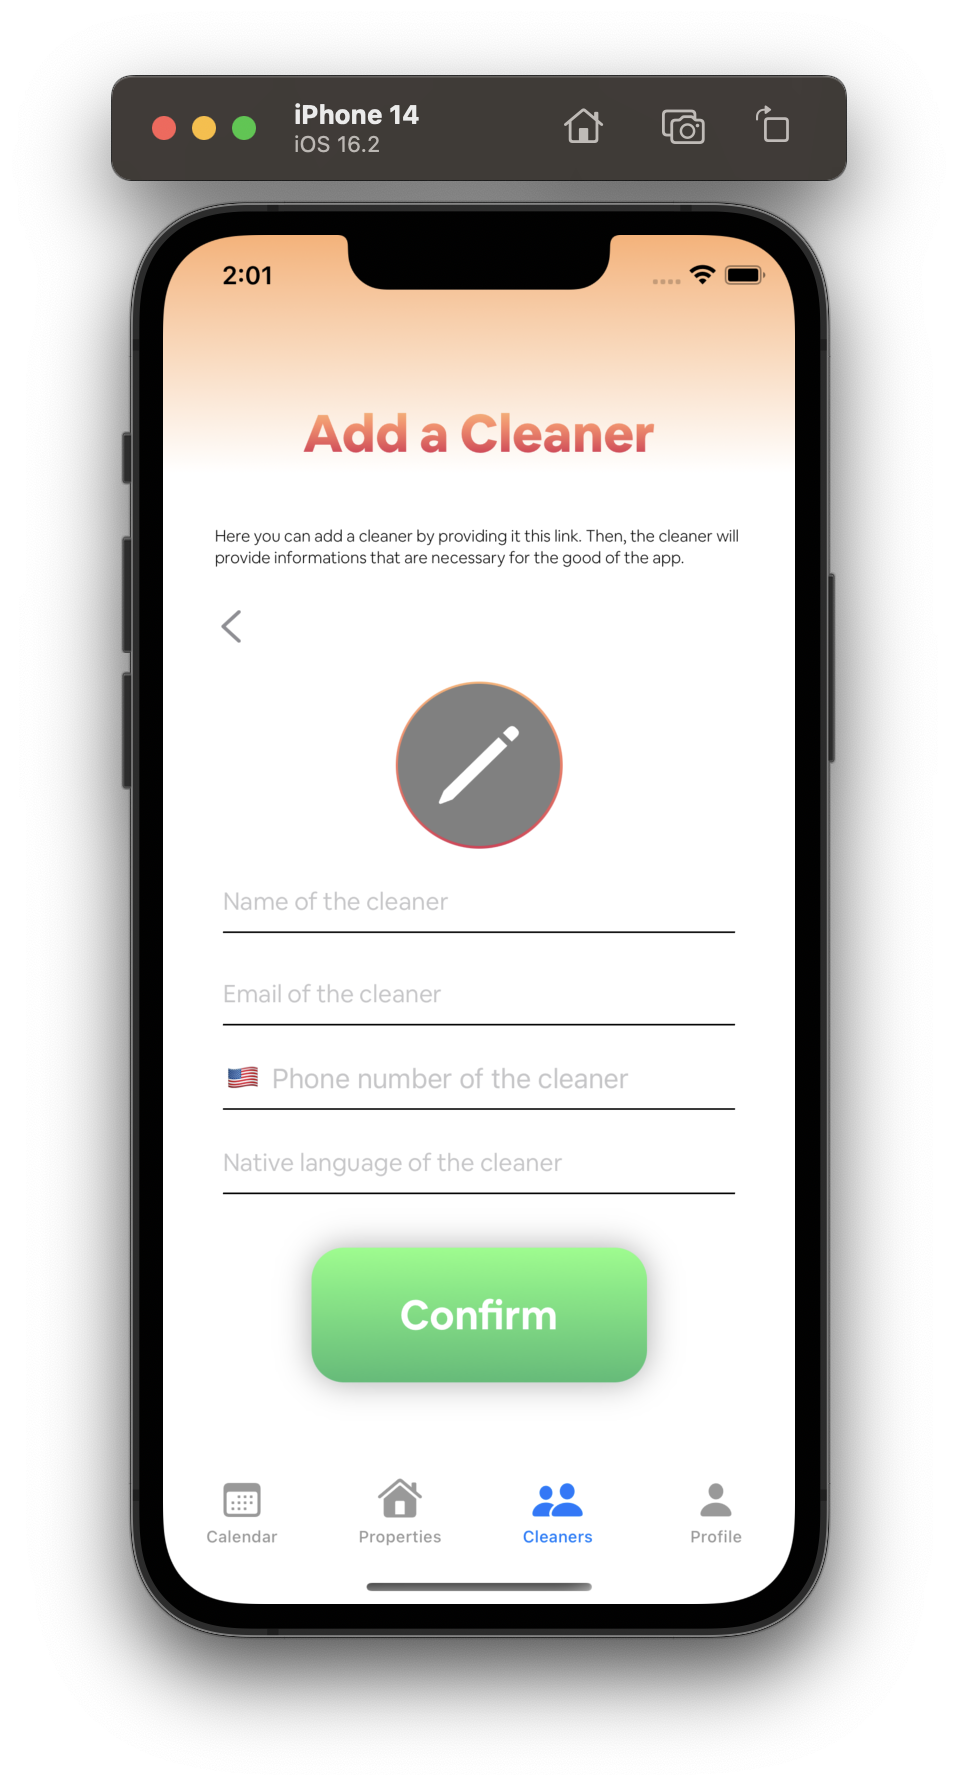 iPhone 14
iOS 16.2
2:01
Add a Cleaner
Here you can add a cleaner by providing it this link. Then, the cleaner will
provide informations that are necessary for the good of the app.
Name of the cleaner
Email of the cleaner
🇺🇸 Phone number of the cleaner
Native language of the cleaner
Confirm
Calendar Properties Cleaners Profile